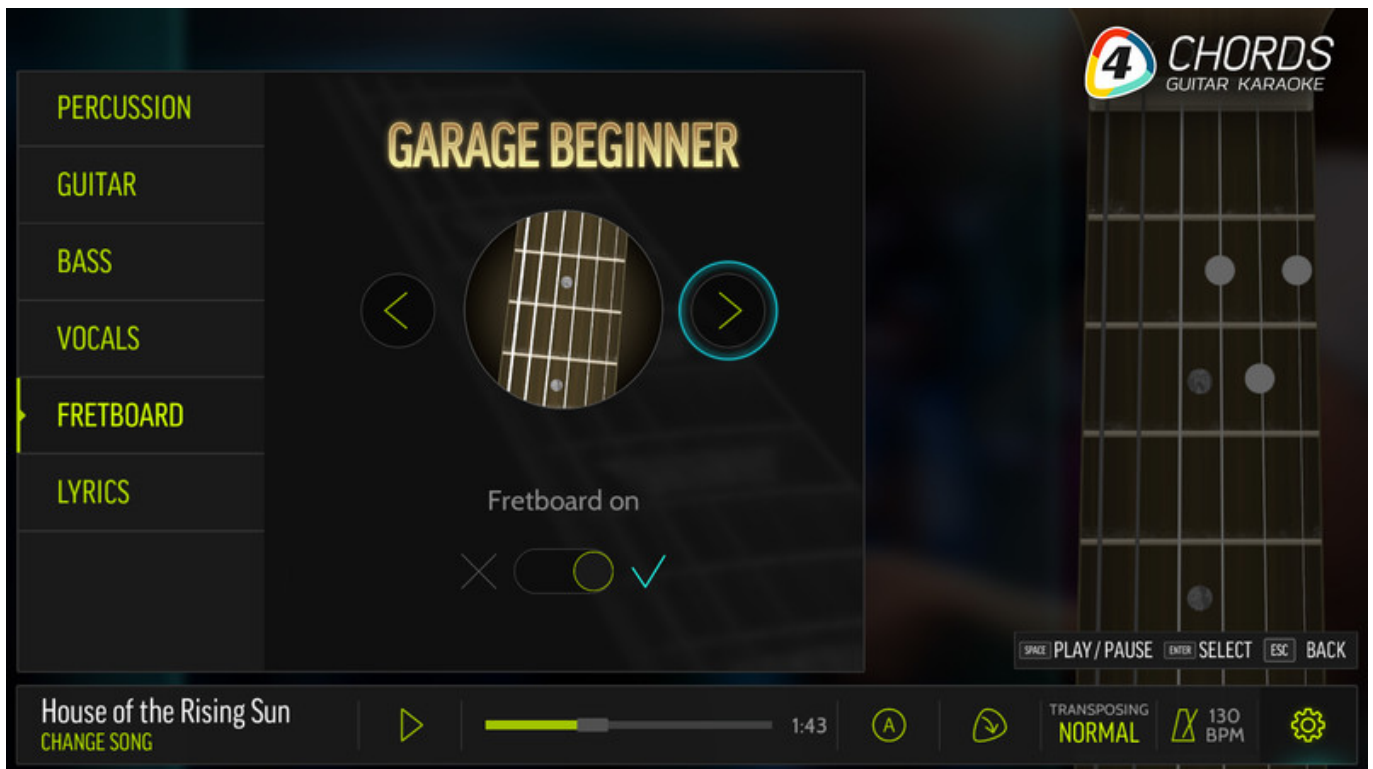 4 CHORDS
GUITAR KARAOKE
PERCUSSION
GUITAR
BASS
VOCALS
FRETBOARD
LYRICS
GARAGE BEGINNER
Fretboard on
SPACE PLAY / PAUSE ENTER SELECT ESC BACK
House of the Rising Sun
CHANGE SONG
1:43
A
TRANSPOSING
NORMAL
130
BPM